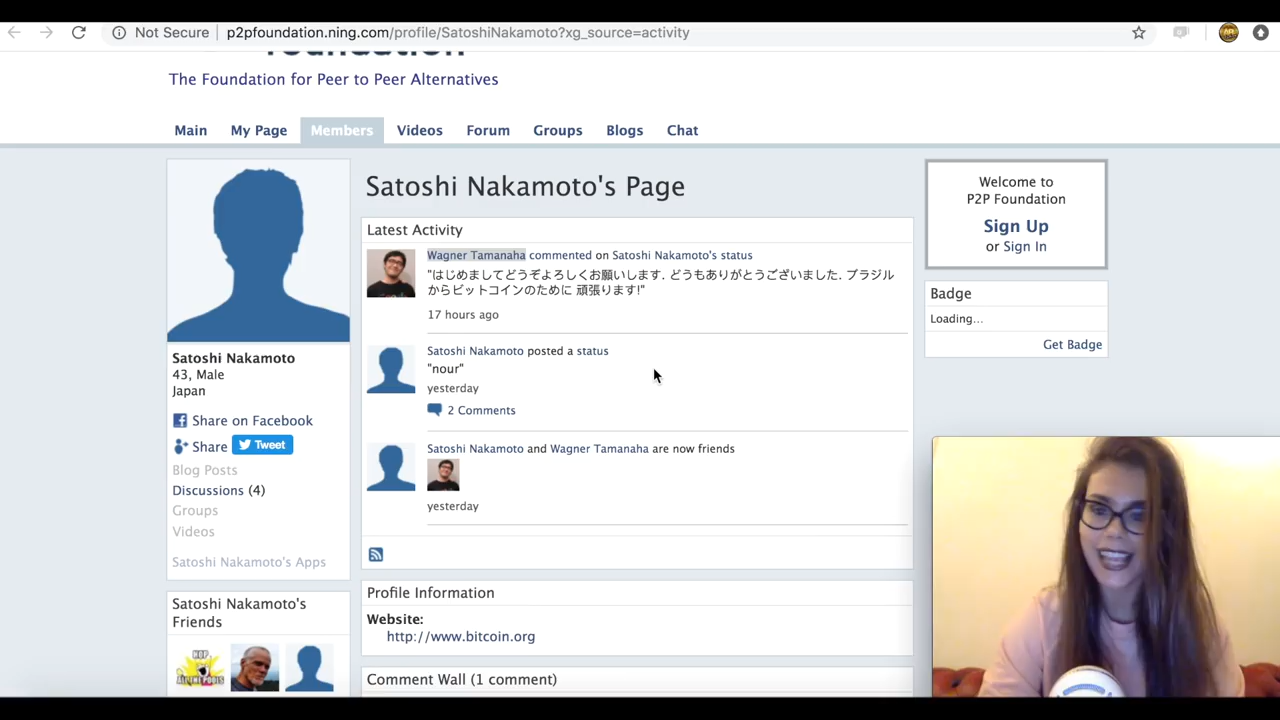 Not Secure p2pfoundation.ning.com/profile/SatoshiNakamoto?xg_source=activity
The Foundation for Peer to Peer Alternatives
Main My Page Members Videos Forum Groups Blogs Chat
Satoshi Nakamoto
43, Male
Japan
Share on Facebook
Share Tweet
Blog Posts
Discussions (4)
Groups
Videos
Satoshi Nakamoto's Apps
Satoshi Nakamoto's
Friends
Satoshi Nakamoto's Page
Latest Activity
Wagner Tamanaha commented on Satoshi Nakamoto's status
"はじめましてどうぞよろしくお願いします. どうもありがとうございました. ブラジル
からビットコインのために 頑張ります!"
17 hours ago
Satoshi Nakamoto posted a status
"nour"
yesterday
2 Comments
Satoshi Nakamoto and Wagner Tamanaha are now friends
yesterday
Profile Information
Website:
http://www.bitcoin.org
Comment Wall (1 comment)
Welcome to
P2P Foundation
Sign Up
or Sign In
Badge
Loading…
Get Badge